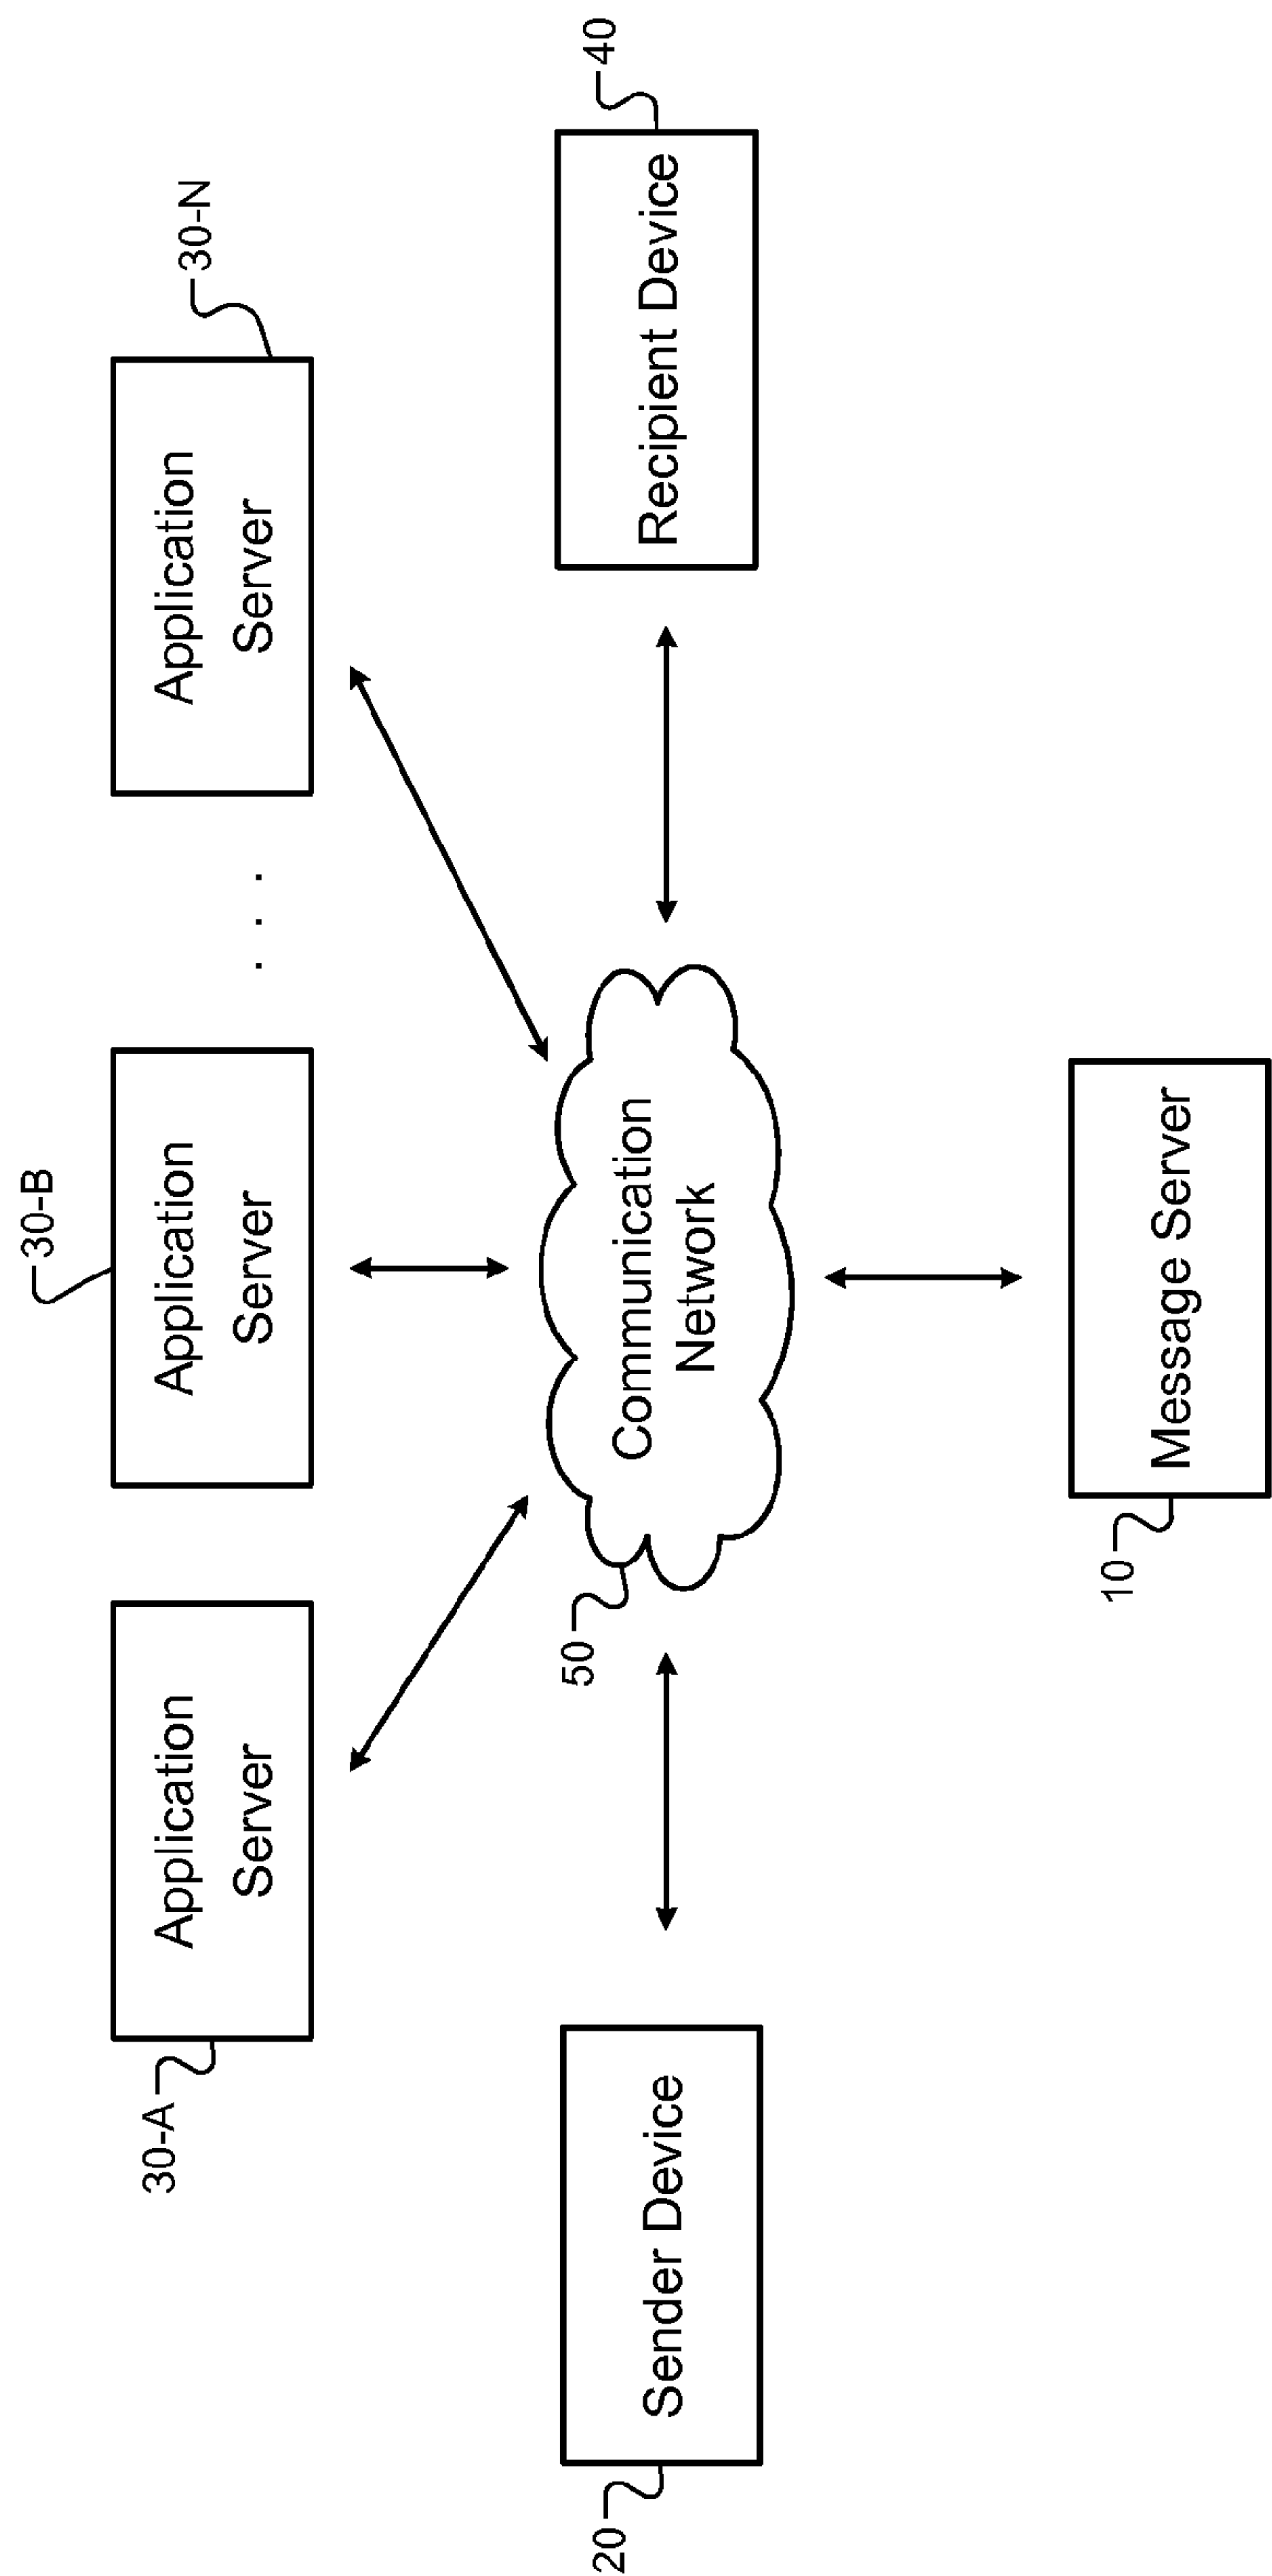 30-A
Application
Server
30-B
Application
Server
. . .
30-N
Application
Server
20
Sender Device
50
Communication
Network
40
Recipient Device
10
Message Server